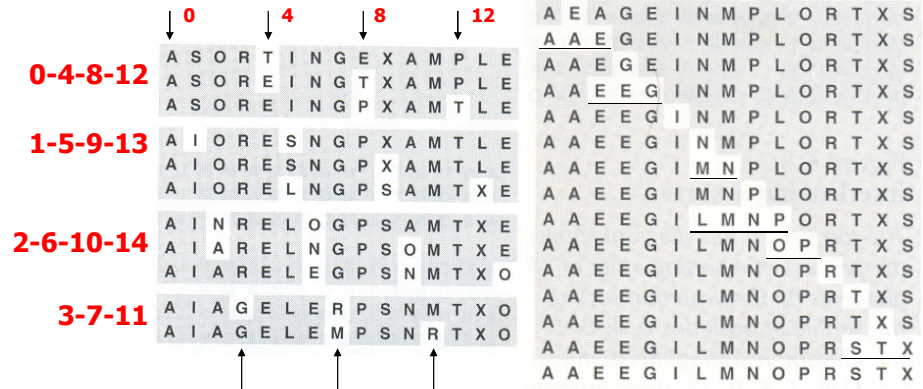 0 4 8 12
0-4-8-12
A S O R T I N G E X A M P L E
A S O R E I N G T X A M P L E
A S O R E I N G P X A M T L E
1-5-9-13
A I O R E S N G P X A M T L E
A I O R E S N G P X A M T L E
A I O R E L N G P S A M T X E
2-6-10-14
A I N R E L O G P S A M T X E
A I A R E L N G P S O M T X E
A I A R E L E G P S N M T X O
3-7-11
A I A G E L E R P S N M T X O
A I A G E L E M P S N R T X O
A E A G E I N M P L O R T X S
A A E G E I N M P L O R T X S
A A E G E I N M P L O R T X S
A A E E G I N M P L O R T X S
A A E E G I N M P L O R T X S
A A E E G I N M P L O R T X S
A A E E G I M N P L O R T X S
A A E E G I M N P L O R T X S
A A E E G I L M N P O R T X S
A A E E G I L M N O P R T X S
A A E E G I L M N O P R T X S
A A E E G I L M N O P R T X S
A A E E G I L M N O P R T X S
A A E E G I L M N O P R S T X
A A E E G I L M N O P R S T X